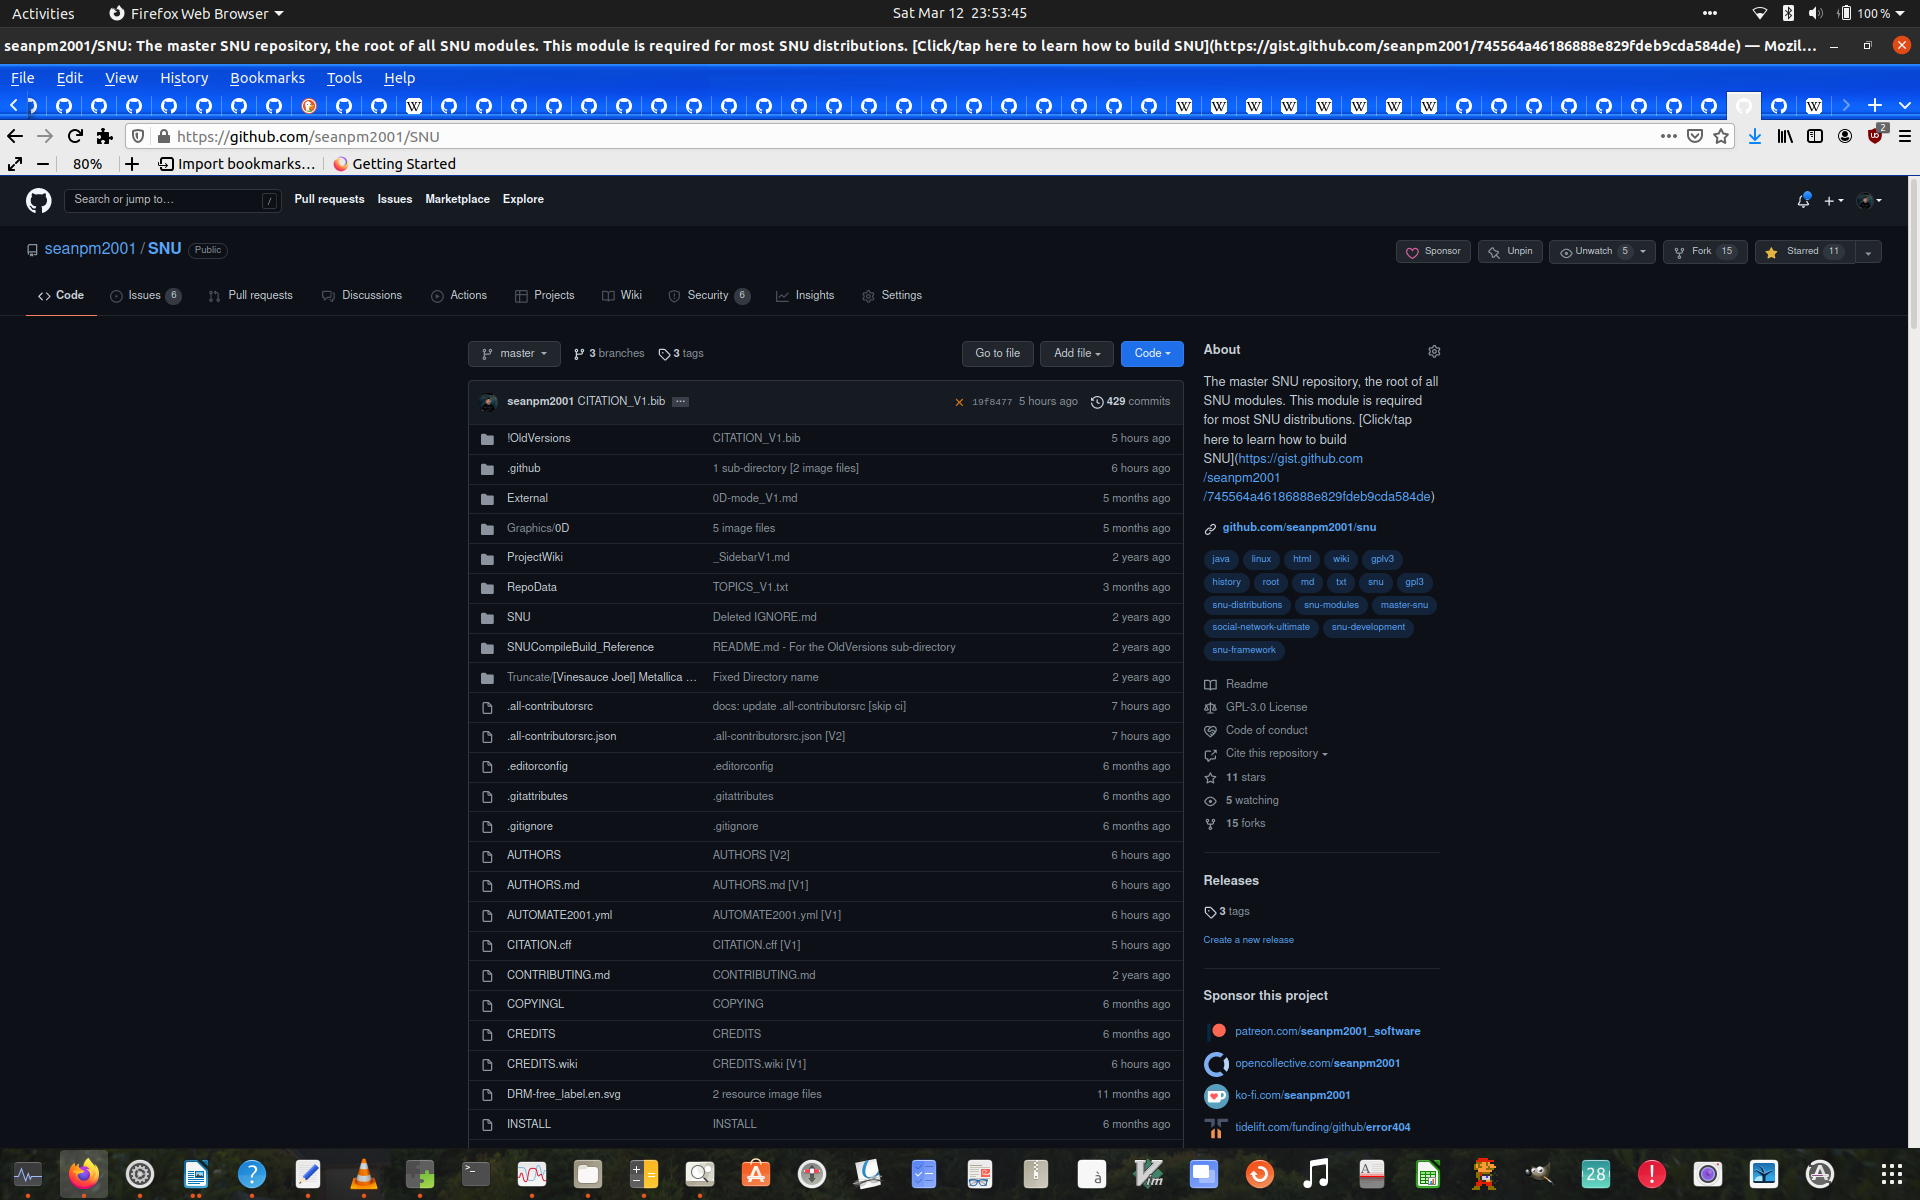 Activities
Firefox Web Browser
Sat Mar 12  23:53:45
100 %
seanpm2001/SNU: The master SNU repository, the root of all SNU modules. This module is required for most SNU distributions. [Click/tap here to learn how to build SNU](https://gist.github.com/seanpm2001/745564a46186888e829fdeb9cda584de) — Mozil...
File Edit View History Bookmarks Tools Help
https://github.com/seanpm2001/SNU
2
80%
Import bookmarks...
Getting Started
Search or jump to...
/
Pull requests Issues Marketplace Explore
seanpm2001 / SNU
Public
Sponsor
Unpin
Unwatch 5
Fork 15
Starred 11
Code
Issues 6
Pull requests
Discussions
Actions
Projects
Wiki
Security 6
Insights
Settings
master
3 branches
3 tags
Go to file
Add file
Code
seanpm2001 CITATION_V1.bib ...
19f8477 5 hours ago
429 commits
!OldVersions CITATION_V1.bib 5 hours ago
.github 1 sub-directory [2 image files] 6 hours ago
External 0D-mode_V1.md 5 months ago
Graphics/0D 5 image files 5 months ago
ProjectWiki _SidebarV1.md 2 years ago
RepoData TOPICS_V1.txt 3 months ago
SNU Deleted IGNORE.md 2 years ago
SNUCompileBuild_Reference README.md - For the OldVersions sub-directory 2 years ago
Truncate/[Vinesauce Joel] Metallica ... Fixed Directory name 2 years ago
.all-contributorsrc docs: update .all-contributorsrc [skip ci] 7 hours ago
.all-contributorsrc.json .all-contributorsrc.json [V2] 7 hours ago
.editorconfig .editorconfig 6 months ago
.gitattributes .gitattributes 6 months ago
.gitignore .gitignore 6 months ago
AUTHORS AUTHORS [V2] 6 hours ago
AUTHORS.md AUTHORS.md [V1] 6 hours ago
AUTOMATE2001.yml AUTOMATE2001.yml [V1] 6 hours ago
CITATION.cff CITATION.cff [V1] 5 hours ago
CONTRIBUTING.md CONTRIBUTING.md 2 years ago
COPYINGL COPYING 6 months ago
CREDITS CREDITS 6 months ago
CREDITS.wiki CREDITS.wiki [V1] 6 hours ago
DRM-free_label.en.svg 2 resource image files 11 months ago
INSTALL INSTALL 6 months ago
About
The master SNU repository, the root of all
SNU modules. This module is required
for most SNU distributions. [Click/tap
here to learn how to build
SNU](https://gist.github.com
/seanpm2001
/745564a46186888e829fdeb9cda584de)
github.com/seanpm2001/snu
java linux html wiki gplv3
history root md txt snu gpl3
snu-distributions snu-modules master-snu
social-network-ultimate snu-development
snu-framework
Readme
GPL-3.0 License
Code of conduct
Cite this repository
11 stars
5 watching
15 forks
Releases
3 tags
Create a new release
Sponsor this project
patreon.com/seanpm2001_software
opencollective.com/seanpm2001
ko-fi.com/seanpm2001
tidelift.com/funding/github/error404
28